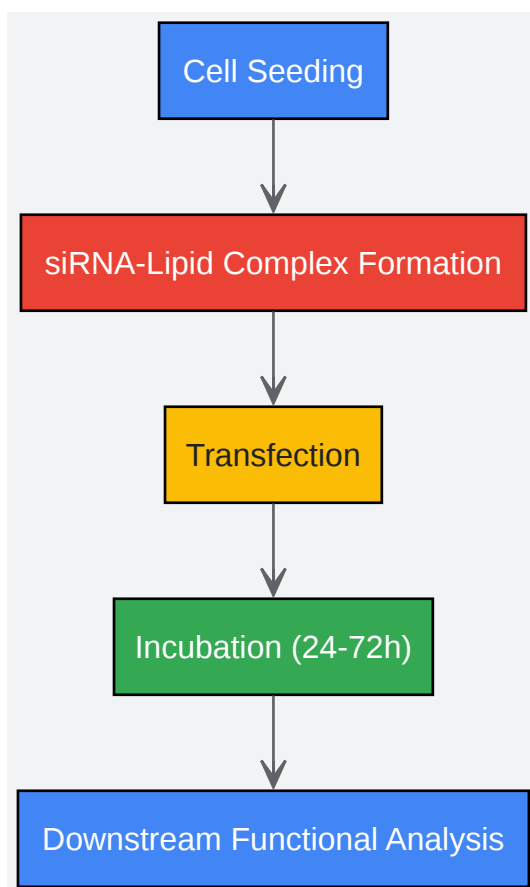 Cell Seeding
siRNA-Lipid Complex Formation
Transfection
Incubation (24-72h)
Downstream Functional Analysis